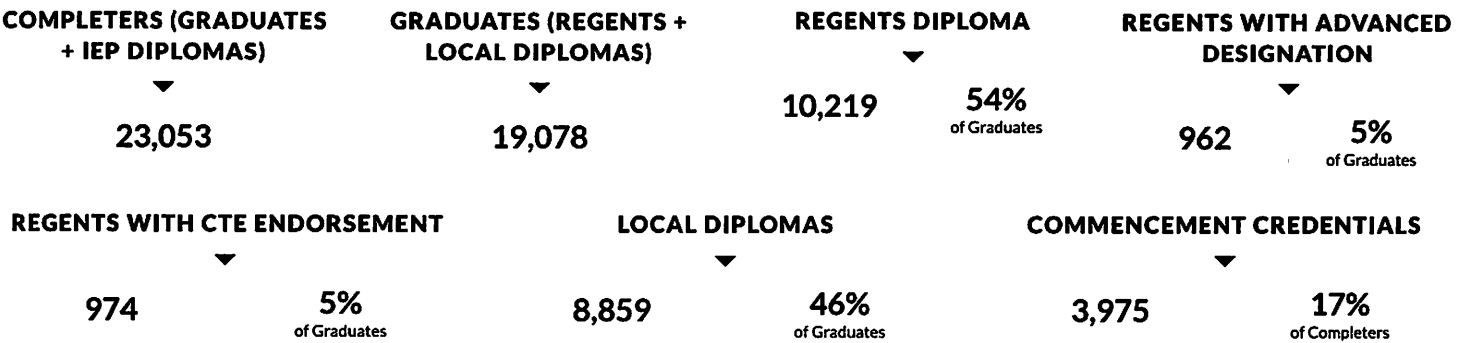 COMPLETERS (GRADUATES
+ IEP DIPLOMAS)
23,053
GRADUATES (REGENTS +
LOCAL DIPLOMAS)
19,078
REGENTS DIPLOMA
10,219
54%
of Graduates
REGENTS WITH ADVANCED
DESIGNATION
962
5%
of Graduates
REGENTS WITH CTE ENDORSEMENT
974
5%
of Graduates
LOCAL DIPLOMAS
8,859
46%
of Graduates
COMMENCEMENT CREDENTIALS
3,975
17%
of Completers